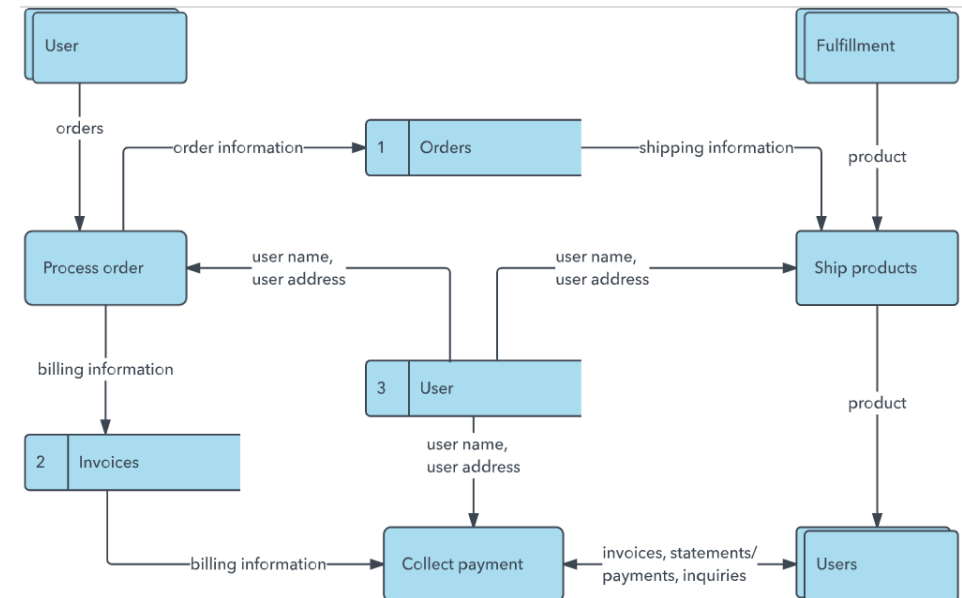 User
Fulfillment
orders
order information
1
Orders
shipping information
product
Process order
user name,
user address
user name,
user address
Ship products
billing information
3
User
product
user name,
user address
2
Invoices
billing information
Collect payment
invoices, statements/
payments, inquiries
Users